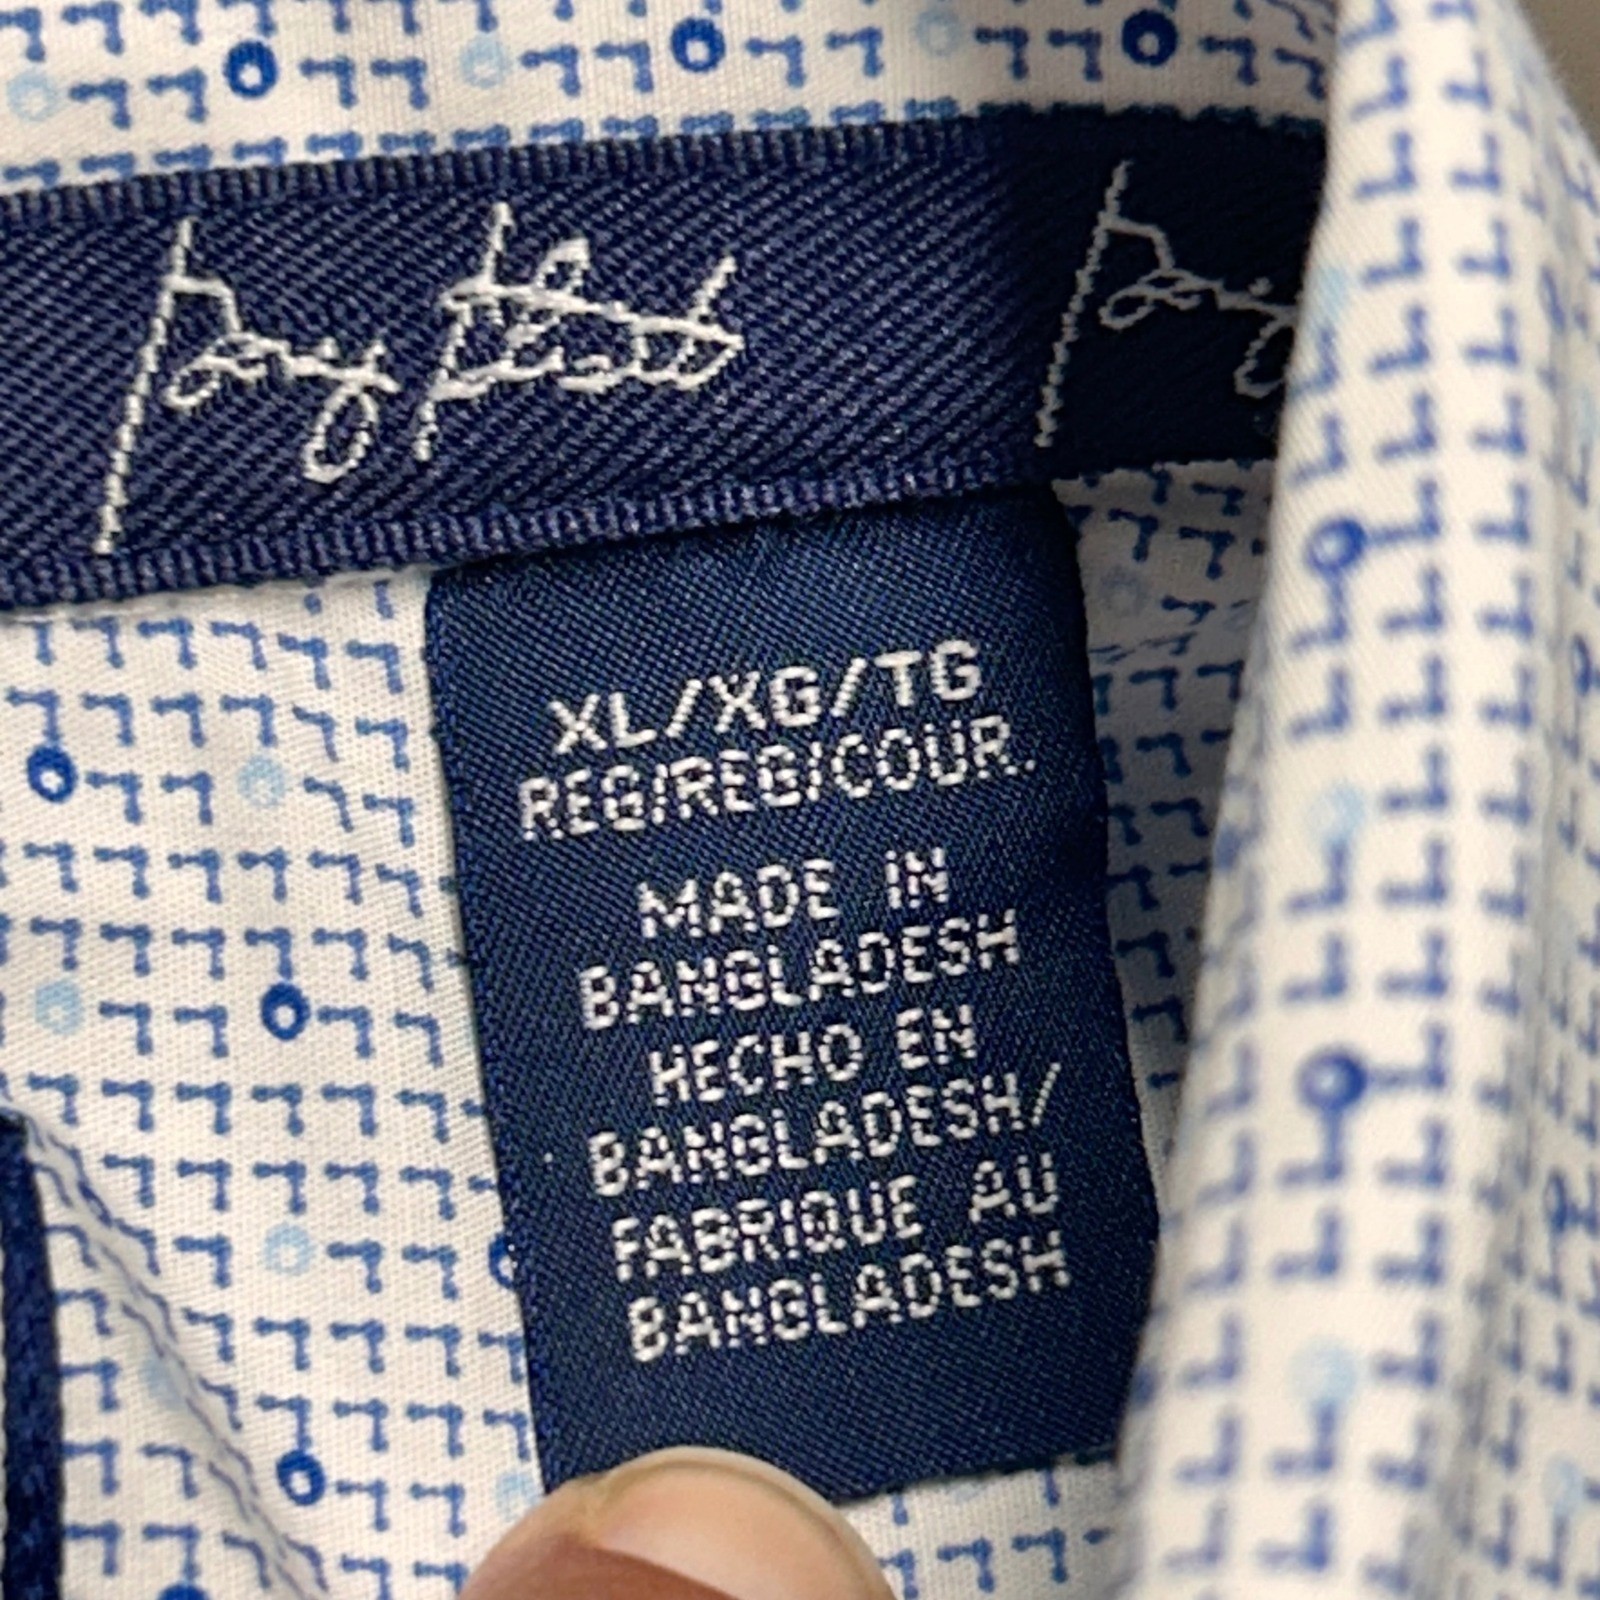 XL/XG/TG
REG/REG/COUR.
MADE IN
BANGLADESH
HECHO EN
BANGLADESH/
FABRIQUE AU
BANGLADESH